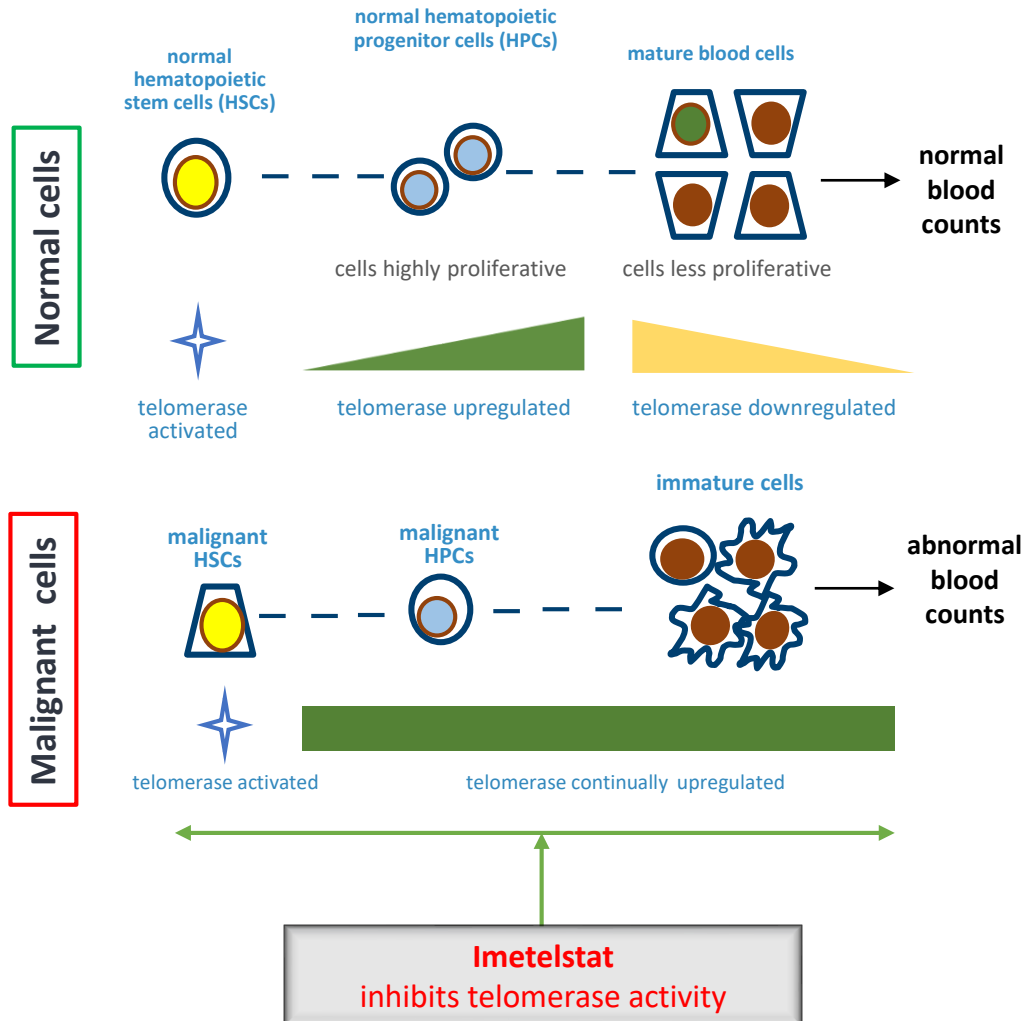 normal hematopoietic
progenitor cells (HPCs)
normal
hematopoietic
stem cells (HSCs)
mature blood cells
Normal cells
normal
blood
counts
cells highly proliferative
cells less proliferative
telomerase
activated
telomerase upregulated
telomerase downregulated
immature cells
Malignant cells
malignant
HSCs
malignant
HPCs
abnormal
blood
counts
telomerase activated
telomerase continually upregulated
Imetelstat
inhibits telomerase activity